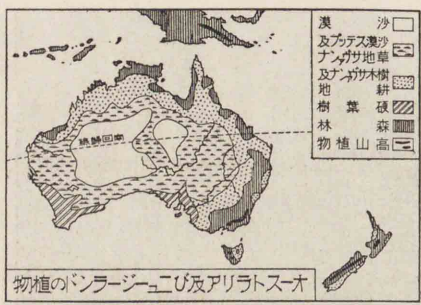 沙漠
沙漠ステップ及
草地サヴァンナ
樹木サヴァンナ及
耕地
硬葉樹
森林
高山植物
南回歸線
オーストラリア及びニュージーランドの植物